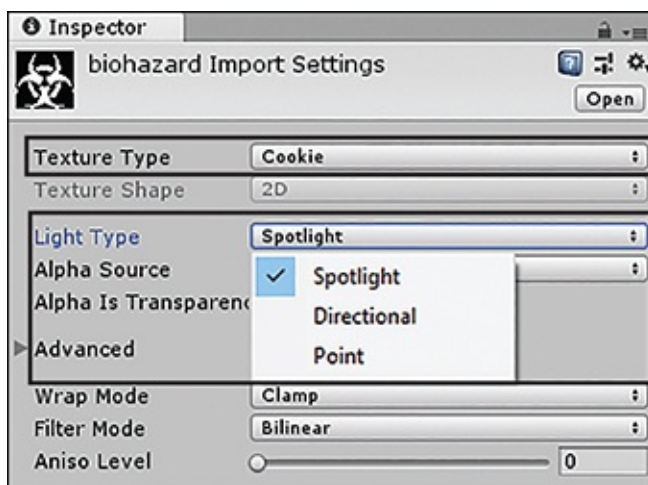 Inspector
biohazard Import Settings
Open
Texture Type Cookie
Texture Shape 2D
Light Type Spotlight
Alpha Source
Spotlight
Alpha Is
Directional
Advanced
Point
Wrap Mode Clamp
Filter Mode Bilinear
Aniso Level 0